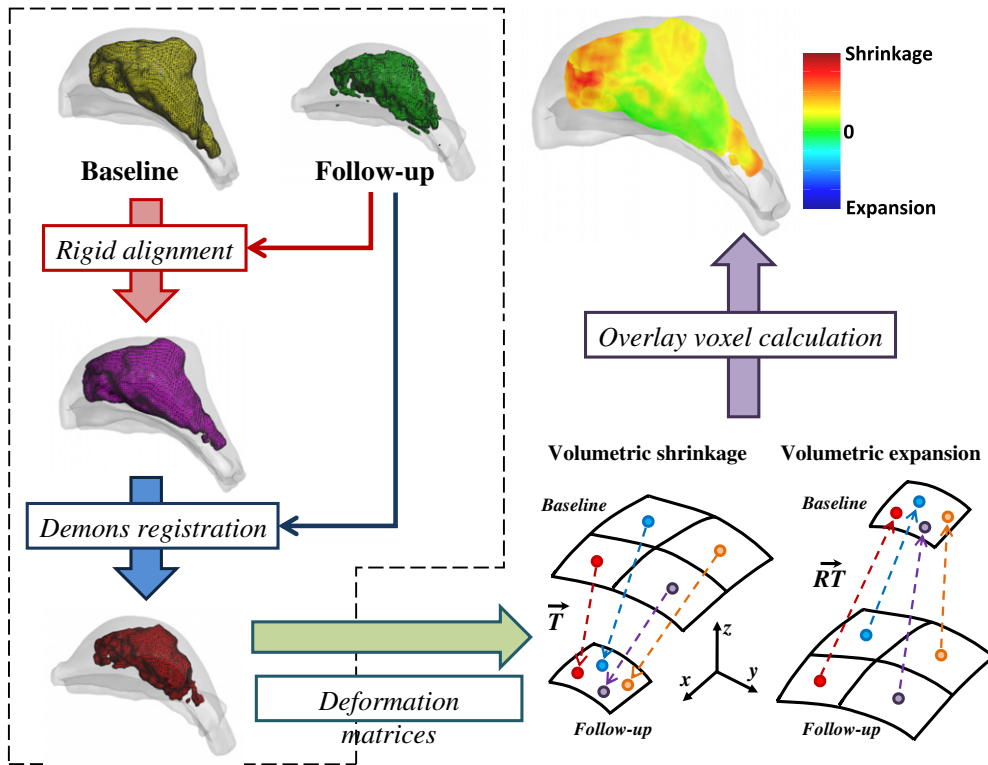 Baseline
Follow-up
Rigid alignment
Demons registration
Deformation
matrices
Shrinkage
0
Expansion
Overlay voxel calculation
Volumetric shrinkage
Baseline
T
Follow-up
z
x
y
Volumetric expansion
Baseline
RT
Follow-up